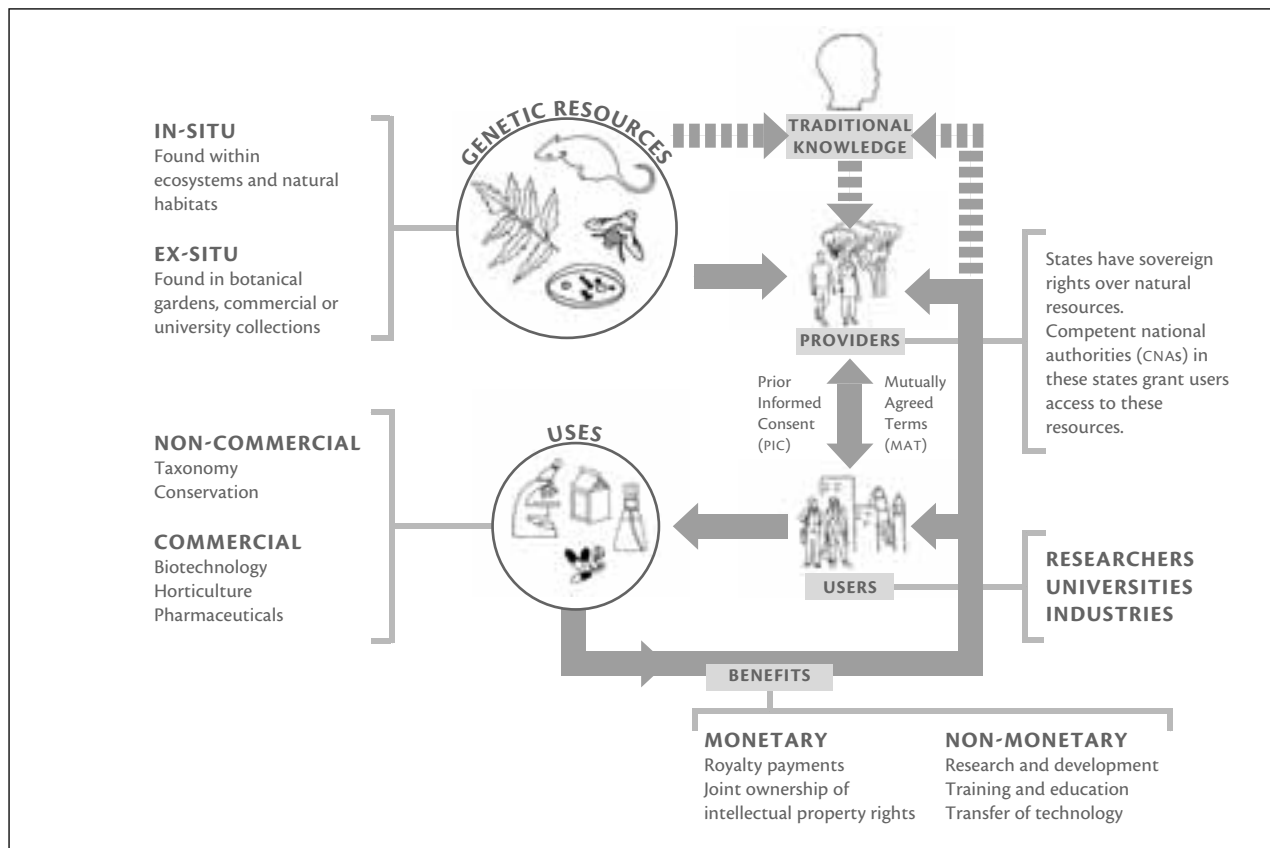 GENETIC RESOURCES
IN-SITU
Found within
ecosystems and natural
habitats
EX-SITU
Found in botanical
gardens, commercial or
university collections
TRADITIONAL
KNOWLEDGE
PROVIDERS
States have sovereign
rights over natural
resources.
Competent national
authorities (CNAs) in
these states grant users
access to these
resources.
Prior
Informed
Consent
(PIC)
Mutually
Agreed
Terms
(MAT)
USES
NON-COMMERCIAL
Taxonomy
Conservation
COMMERCIAL
Biotechnology
Horticulture
Pharmaceuticals
USERS
RESEARCHERS
UNIVERSITIES
INDUSTRIES
BENEFITS
MONETARY
Royalty payments
Joint ownership of
intellectual property rights
NON-MONETARY
Research and development
Training and education
Transfer of technology